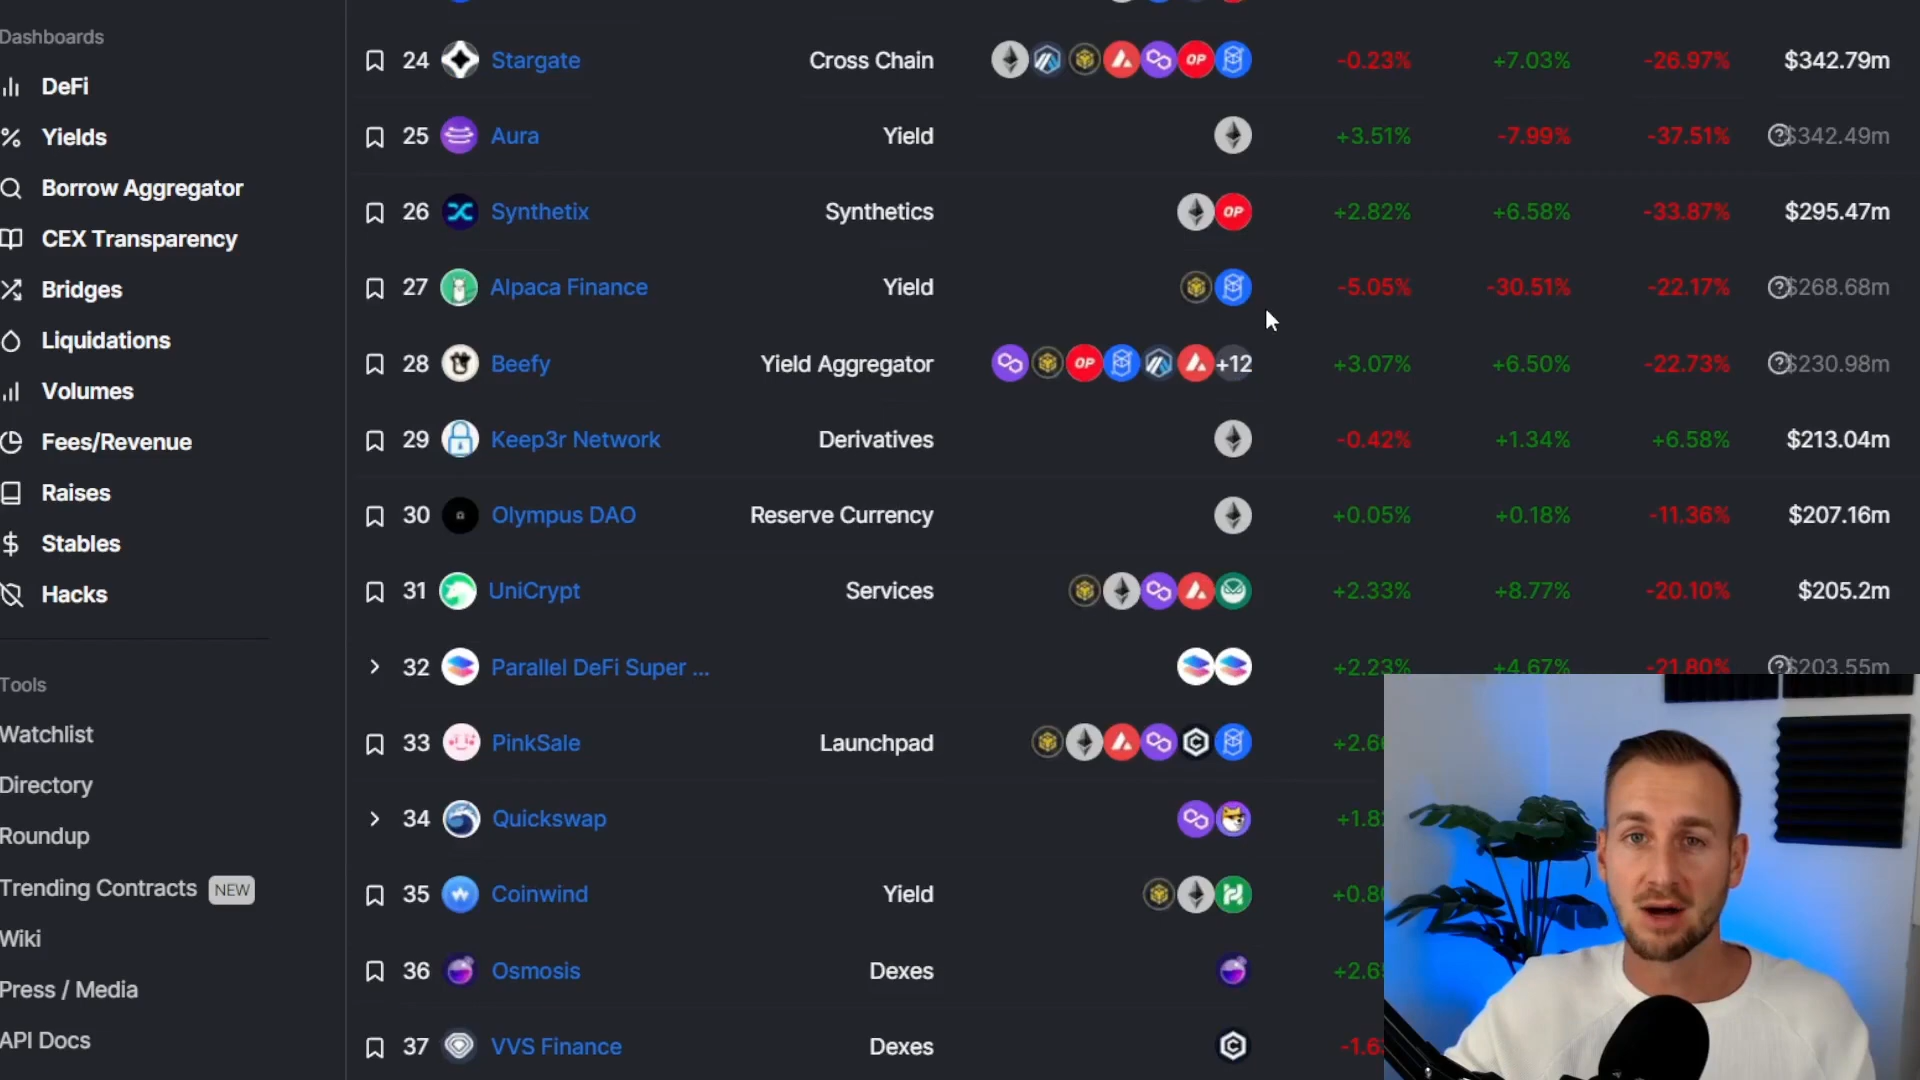 Dashboards
DeFi
Yields
Borrow Aggregator
CEX Transparency
Bridges
Liquidations
Volumes
Fees/Revenue
Raises
Stables
Hacks
Tools
Watchlist
Directory
Roundup
Trending Contracts NEW
Wiki
Press / Media
API Docs
24 Stargate Cross Chain OP -0.23% +7.03% -26.97% $342.79m
25 Aura Yield +3.51% -7.99% -37.51% $342.49m
26 Synthetix Synthetics OP +2.82% +6.58% -33.87% $295.47m
27 Alpaca Finance Yield -5.05% -30.51% -22.17% $268.68m
28 Beefy Yield Aggregator OP +12 +3.07% +6.50% -22.73% $230.98m
29 Keep3r Network Derivatives -0.42% +1.34% +6.58% $213.04m
30 Olympus DAO Reserve Currency +0.05% +0.18% -11.36% $207.16m
31 UniCrypt Services +2.33% +8.77% -20.10% $205.2m
32 Parallel DeFi Super ... +2.23% +4.67% -21.80% $203.55m
33 PinkSale Launchpad
34 Quickswap
35 Coinwind Yield
36 Osmosis Dexes
37 VVS Finance Dexes